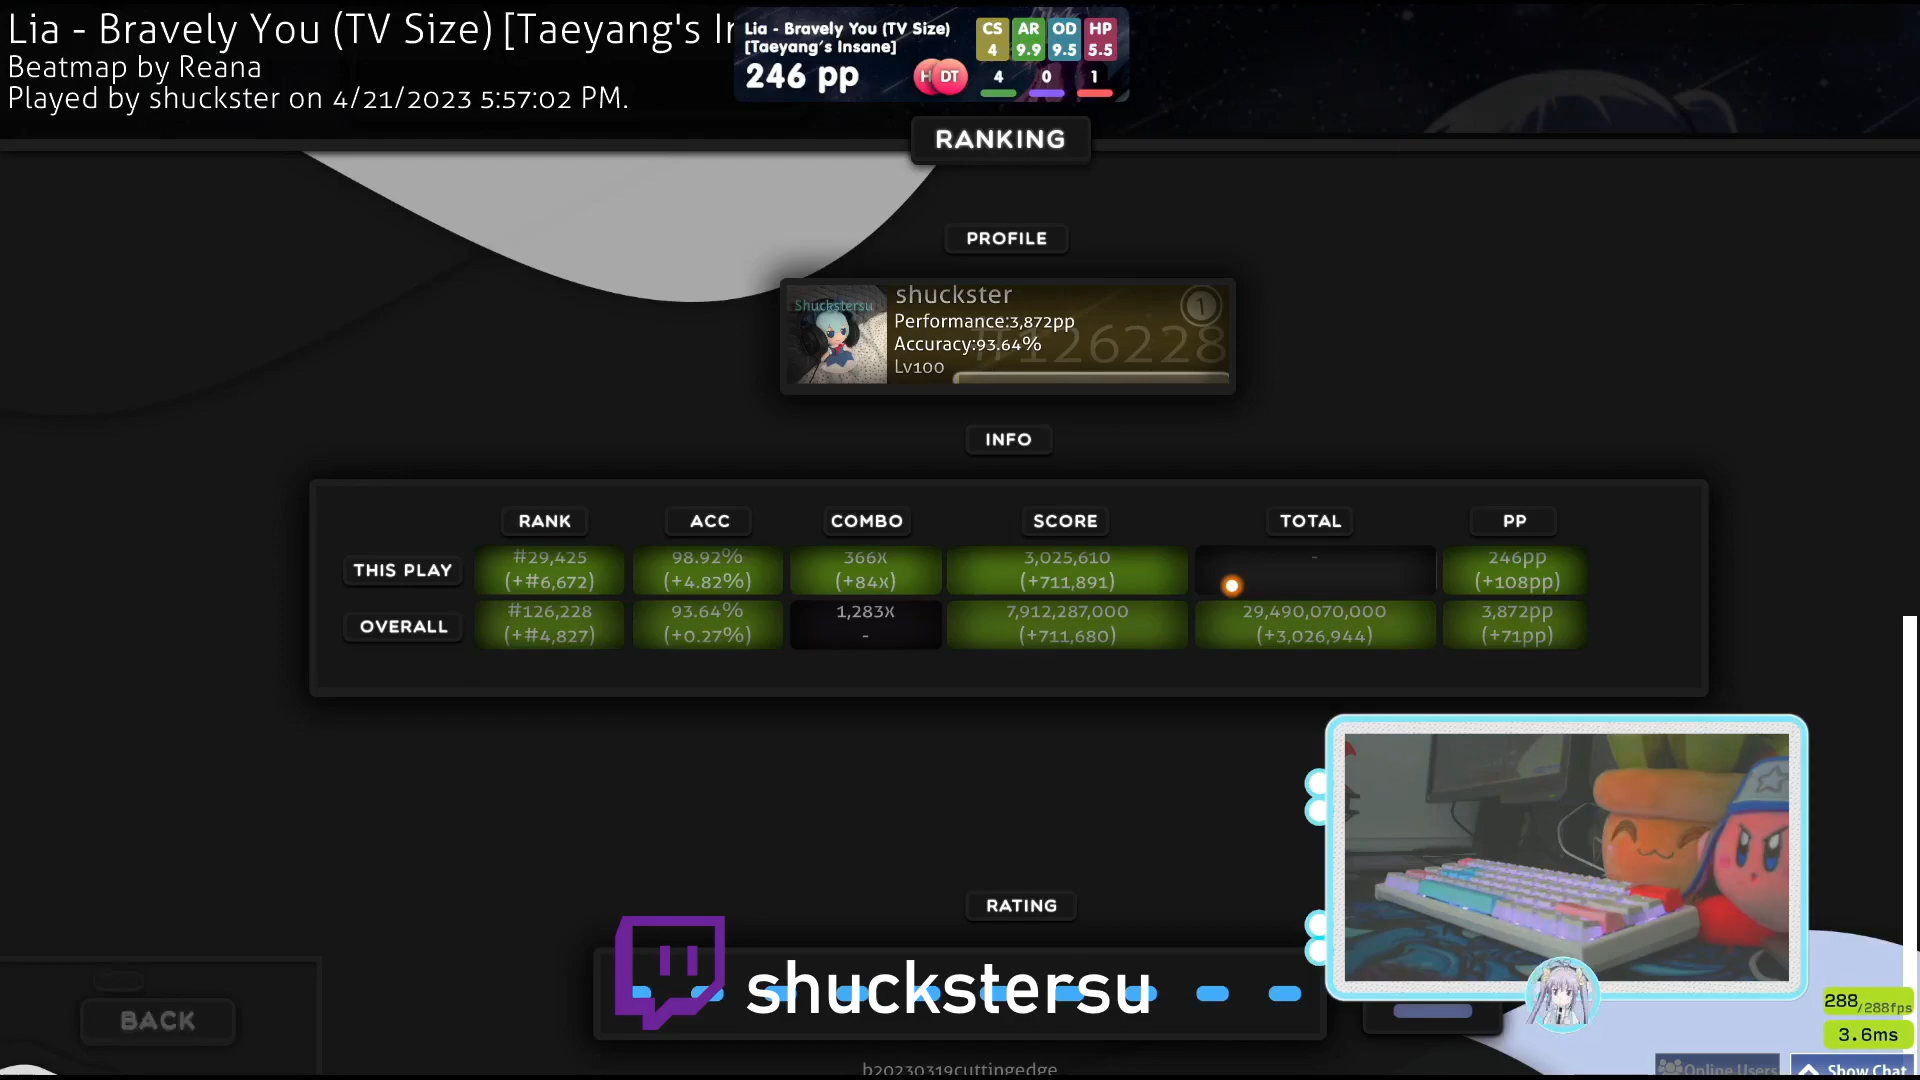 Lia - Bravely You (TV Size) [Taeyang's In
Beatmap by Reana
Played by shuckster on 4/21/2023 5:57:02 PM.
Lia - Bravely You (TV Size)
[Taeyang's Insane]
CS AR OD HP
4 9.9 9.5 5.5
246 pp
H DT
4 0 1
RANKING
PROFILE
Shuckstersu
shuckster
Performance:3,872pp
Accuracy:93.64%
Lv100
#126228
1
INFO
RANK ACC COMBO SCORE TOTAL PP
THIS PLAY #29,425 98.92% 366x 3,025,610 - 246pp
(+#6,672) (+4.82%) (+84x) (+711,891) (+108pp)
OVERALL #126,228 93.64% 1,283x 7,912,287,000 29,490,070,000 3,872pp
(+#4,827) (+0.27%) - (+711,680) (+3,026,944) (+71pp)
RATING
shuckstersu
BACK
288/288fps
3.6ms
b20230319cuttingedge
Online Users
Show Chat